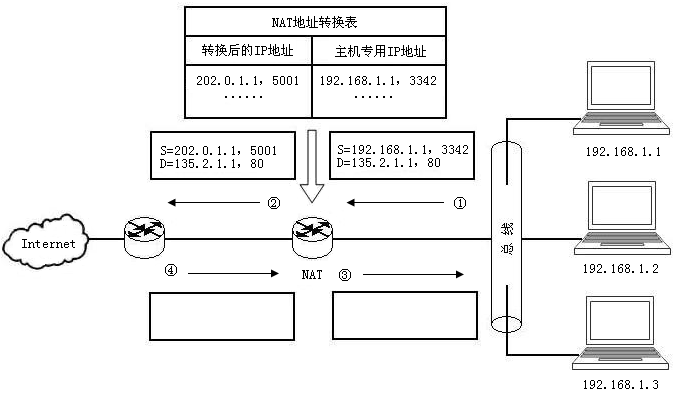 NAT地址转换表
转换后的IP地址 主机专用IP地址
202.0.1.1，5001 192.168.1.1，3342
······ ······
S=202.0.1.1，5001
D=135.2.1.1，80
S=192.168.1.1，3342
D=135.2.1.1，80
192.168.1.1
② ①
Internet
总线
192.168.1.2
④ NAT ③
192.168.1.3